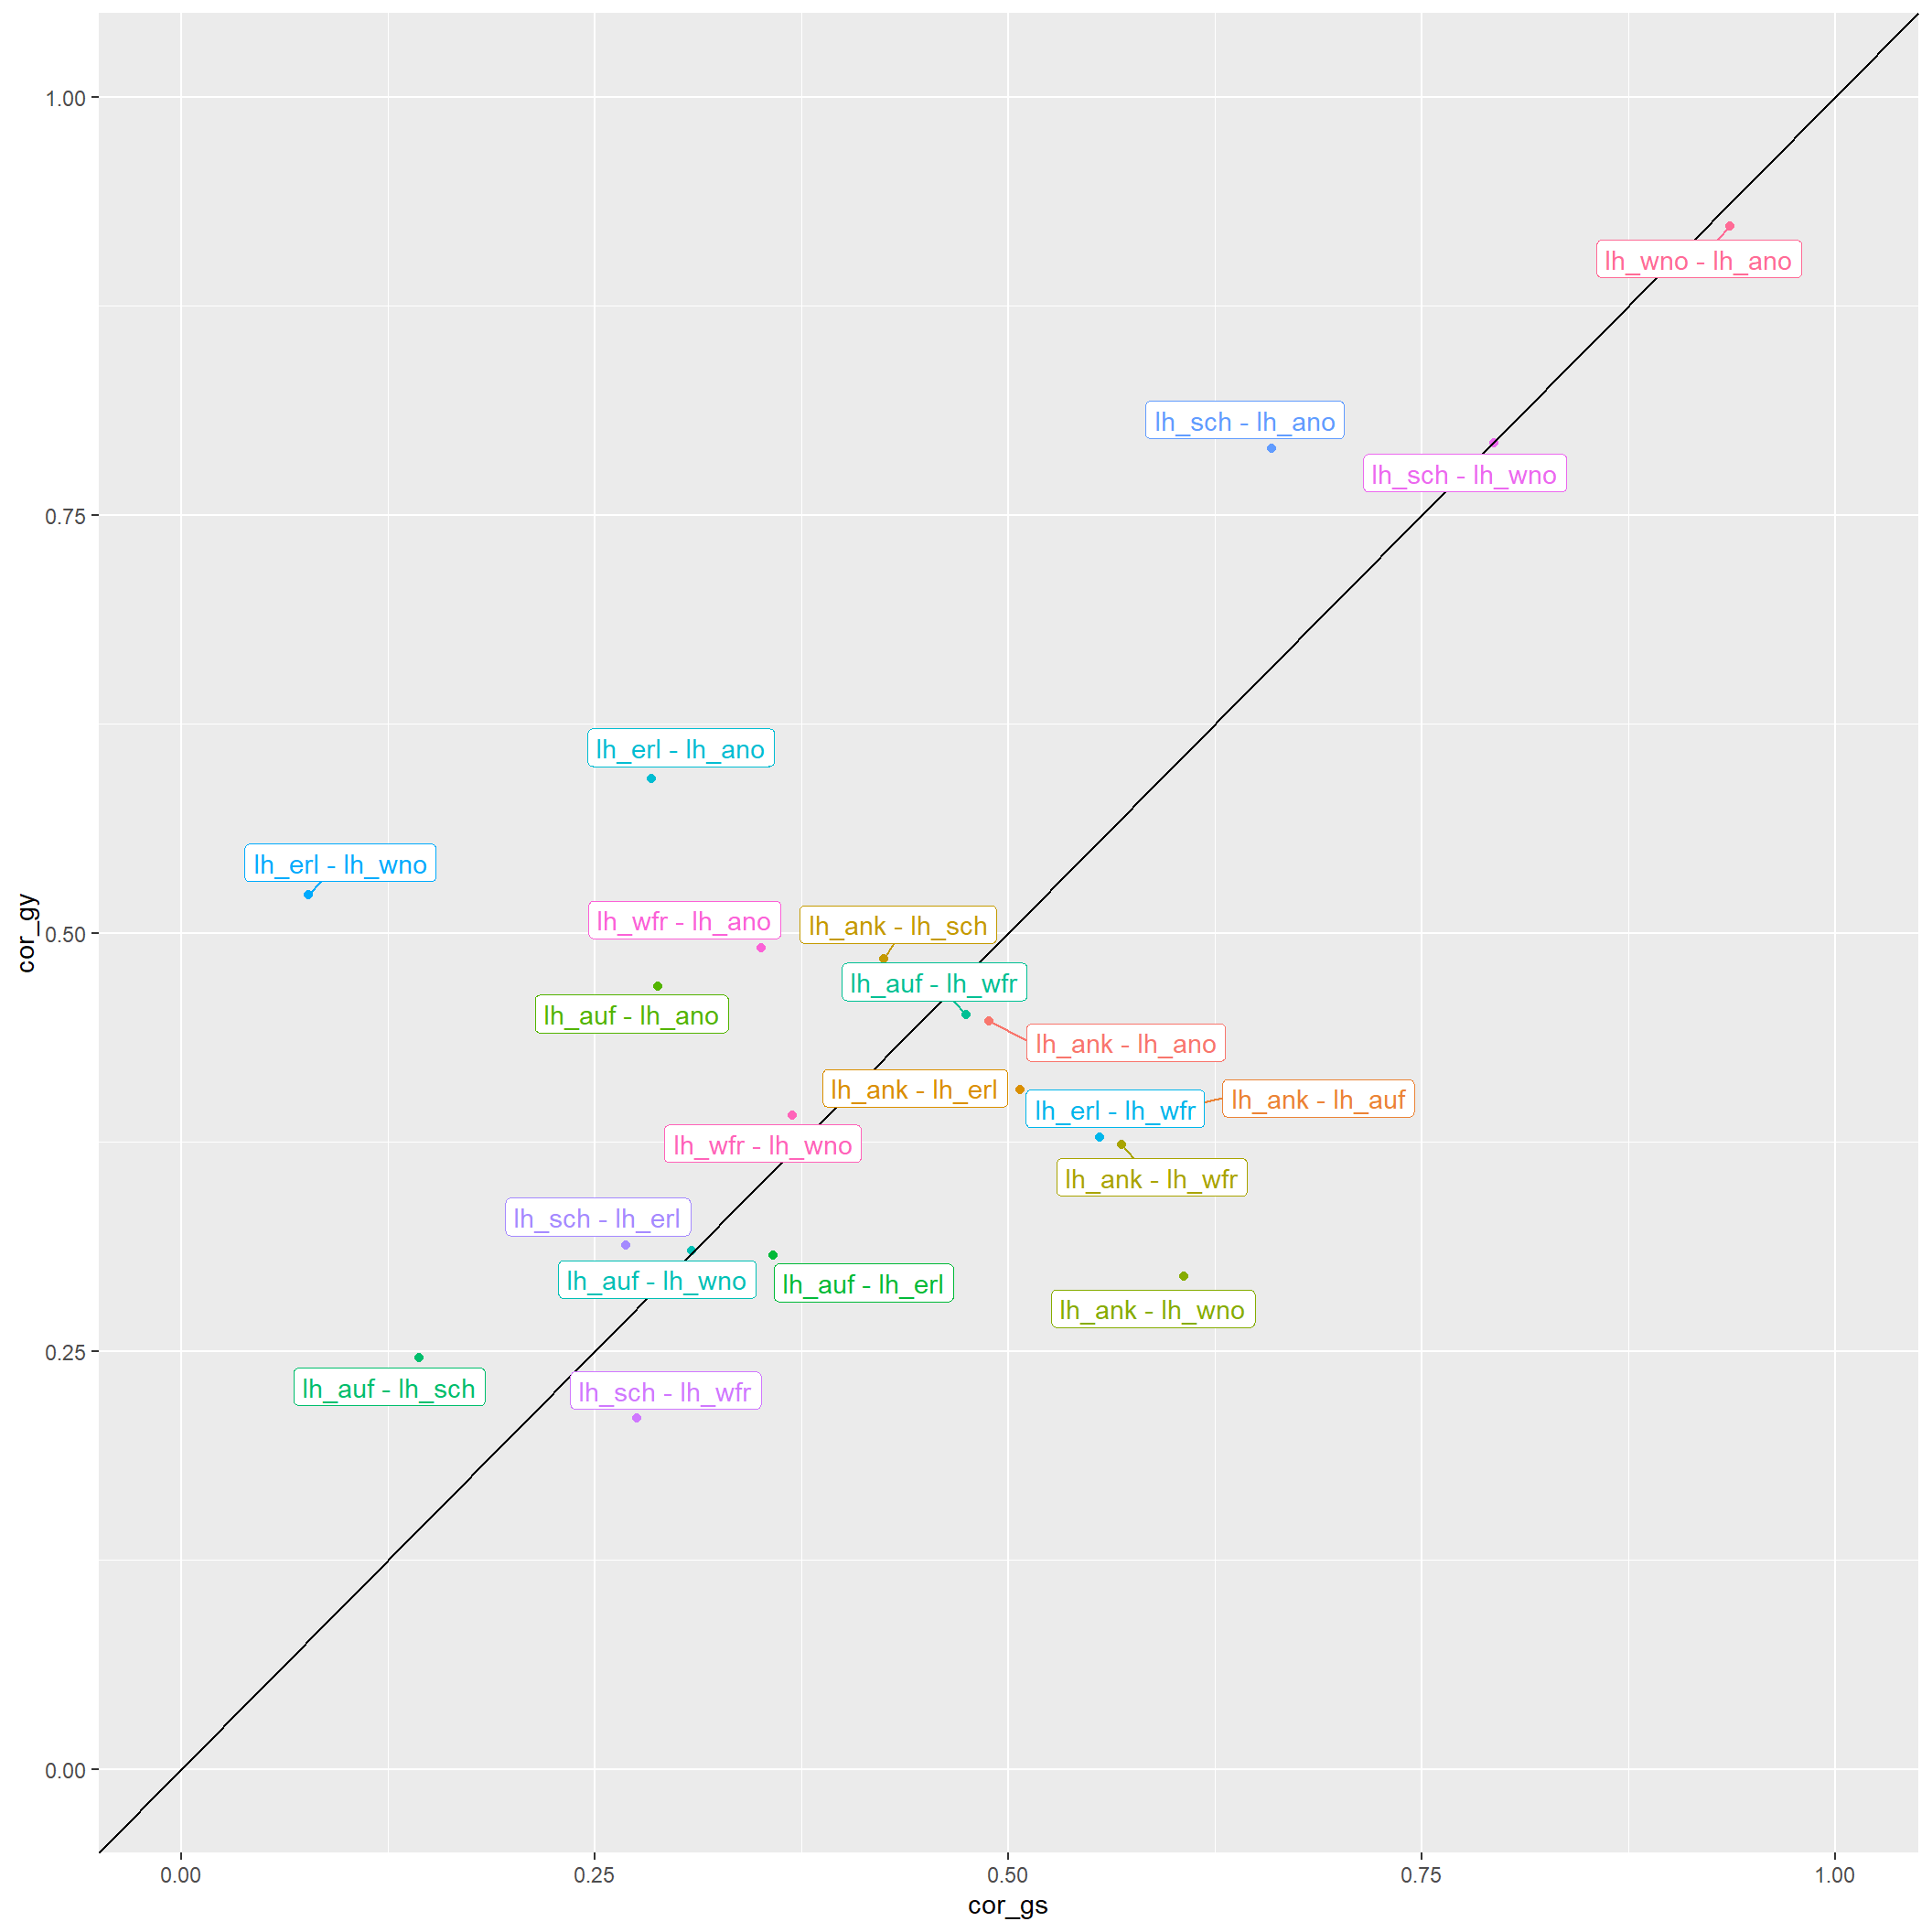 1.00
lh_wno - lh_ano
lh_sch - lh_ano
lh_sch - lh_wno
0.75
lh_erl - lh_ano
lh_erl - lh_wno
lh_wfr - lh_ano
lh_ank - lh_sch
cor_gy
0.50
lh_auf - lh_wfr
lh_auf - lh_ano
lh_ank - lh_ano
lh_ank - lh_erl
lh_ank - lh_auf
lh_erl - lh_wfr
lh_wfr - lh_wno
lh_ank - lh_wfr
lh_sch - lh_erl
lh_auf - lh_wno
lh_auf - lh_erl
lh_ank - lh_wno
0.25
lh_auf - lh_sch
lh_sch - lh_wfr
0.00
0.00 0.25 0.50 0.75 1.00
cor_gs